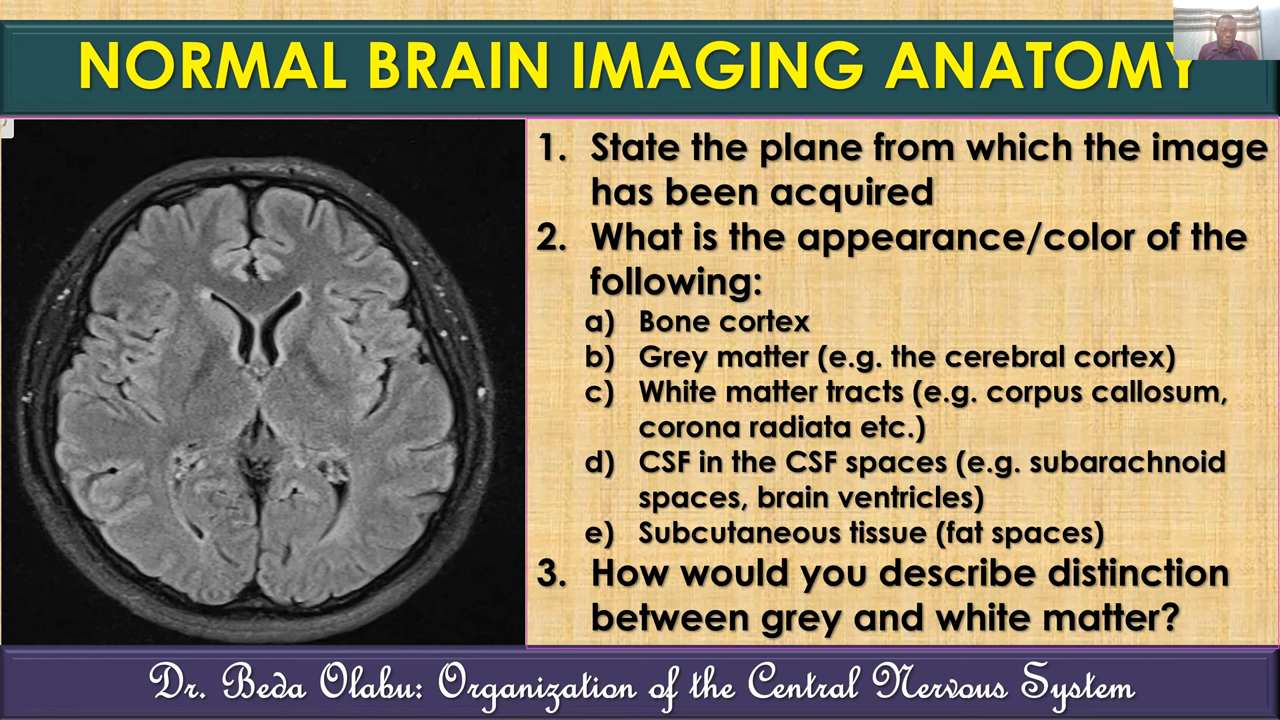 NORMAL BRAIN IMAGING ANATOMY
1. State the plane from which the image
has been acquired
2. What is the appearance/color of the
following:
a) Bone cortex
b) Grey matter (e.g. the cerebral cortex)
c) White matter tracts (e.g. corpus callosum,
corona radiata etc.)
d) CSF in the CSF spaces (e.g. subarachnoid
spaces, brain ventricles)
e) Subcutaneous tissue (fat spaces)
3. How would you describe distinction
between grey and white matter?
Dr. Beda Olabu: Organization of the Central Nervous System